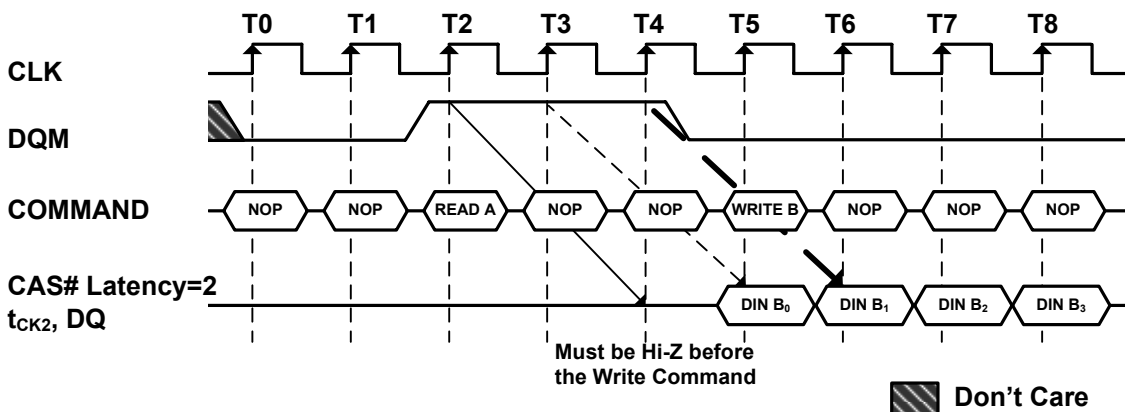 T0 T1 T2 T3 T4 T5 T6 T7 T8
CLK
DQM
COMMAND NOP NOP READ A NOP NOP WRITE B NOP NOP NOP
CAS# Latency=2
tCK2, DQ DIN B0 DIN B1 DIN B2 DIN B3
Must be Hi-Z before
the Write Command
Don't Care